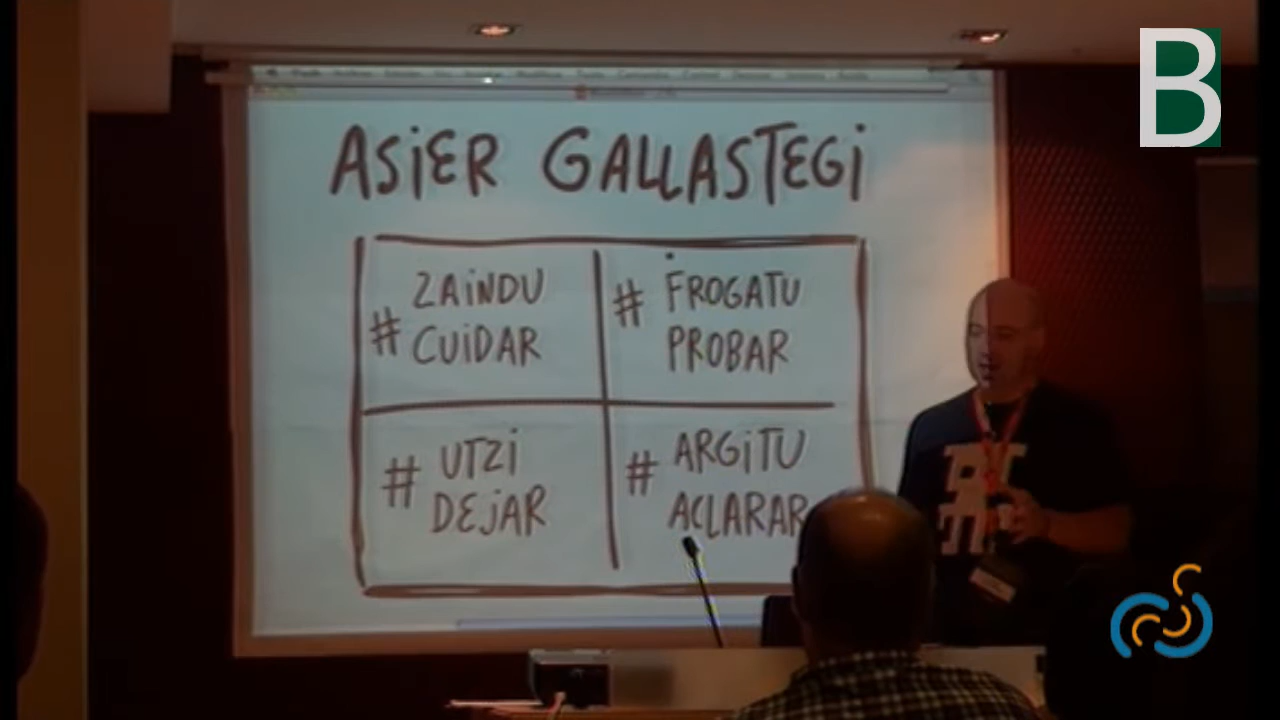 B
ASiER GALLASTEGi
# ZAiNDU
CUiDAR
# FROGATU
PROBAR
# UTZi
DEjAR
# ARGiTU
ACLARAR